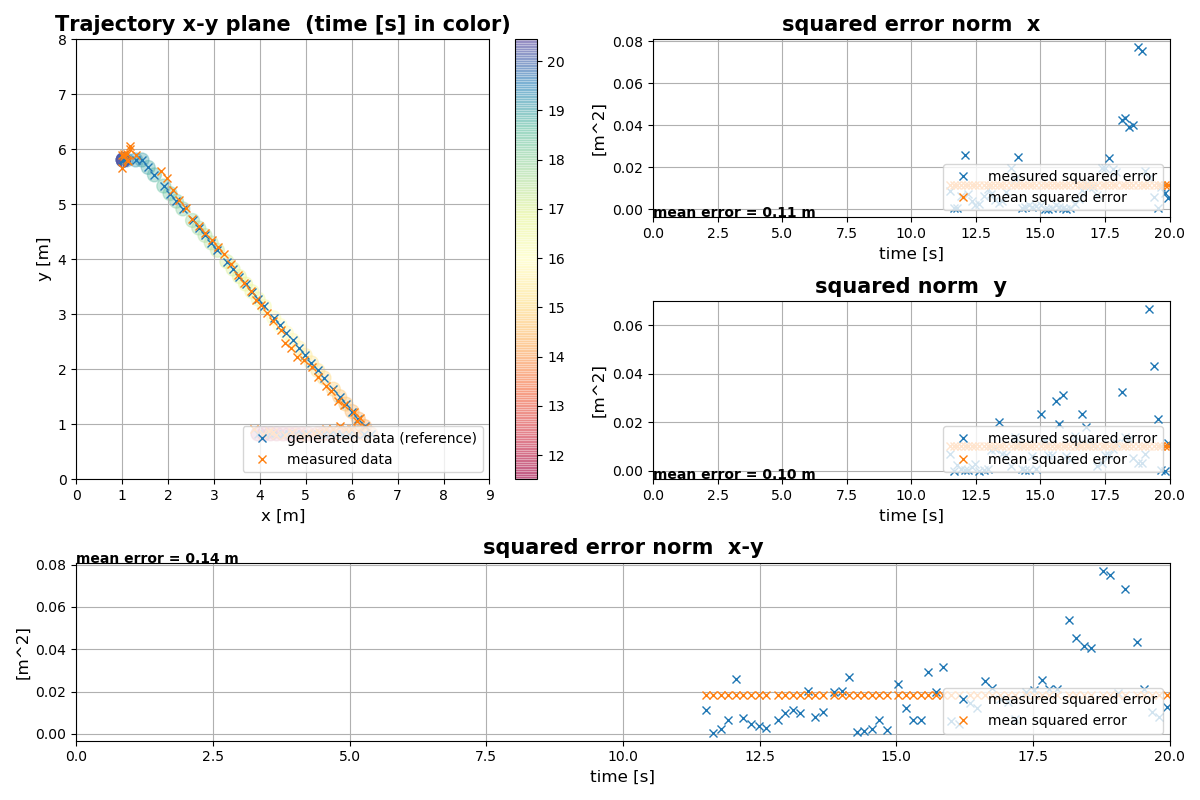 Trajectory x-y plane  (time [s] in color)
8
7
6
5
4
3
2
1
0
y [m]
0 1 2 3 4 5 6 7 8 9
x [m]
generated data (reference)
measured data
20
19
18
17
16
15
14
13
12
squared error norm  x
0.08
0.06
0.04
0.02
0.00
[m^2]
measured squared error
mean squared error
mean error = 0.11 m
0.0 2.5 5.0 7.5 10.0 12.5 15.0 17.5 20.0
time [s]
squared norm  y
0.06
0.04
0.02
0.00
[m^2]
measured squared error
mean squared error
mean error = 0.10 m
0.0 2.5 5.0 7.5 10.0 12.5 15.0 17.5 20.0
time [s]
squared error norm  x-y
mean error = 0.14 m
0.08
0.06
0.04
0.02
0.00
[m^2]
measured squared error
mean squared error
0.0 2.5 5.0 7.5 10.0 12.5 15.0 17.5 20.0
time [s]